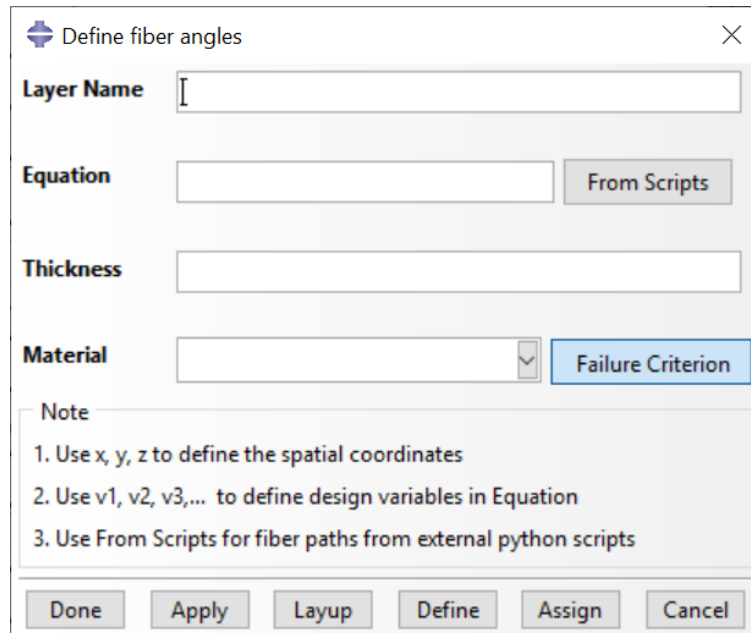 Define fiber angles
Layer Name
Equation From Scripts
Thickness
Material Failure Criterion
Note
1. Use x, y, z to define the spatial coordinates
2. Use v1, v2, v3,... to define design variables in Equation
3. Use From Scripts for fiber paths from external python scripts
Done Apply Layup Define Assign Cancel